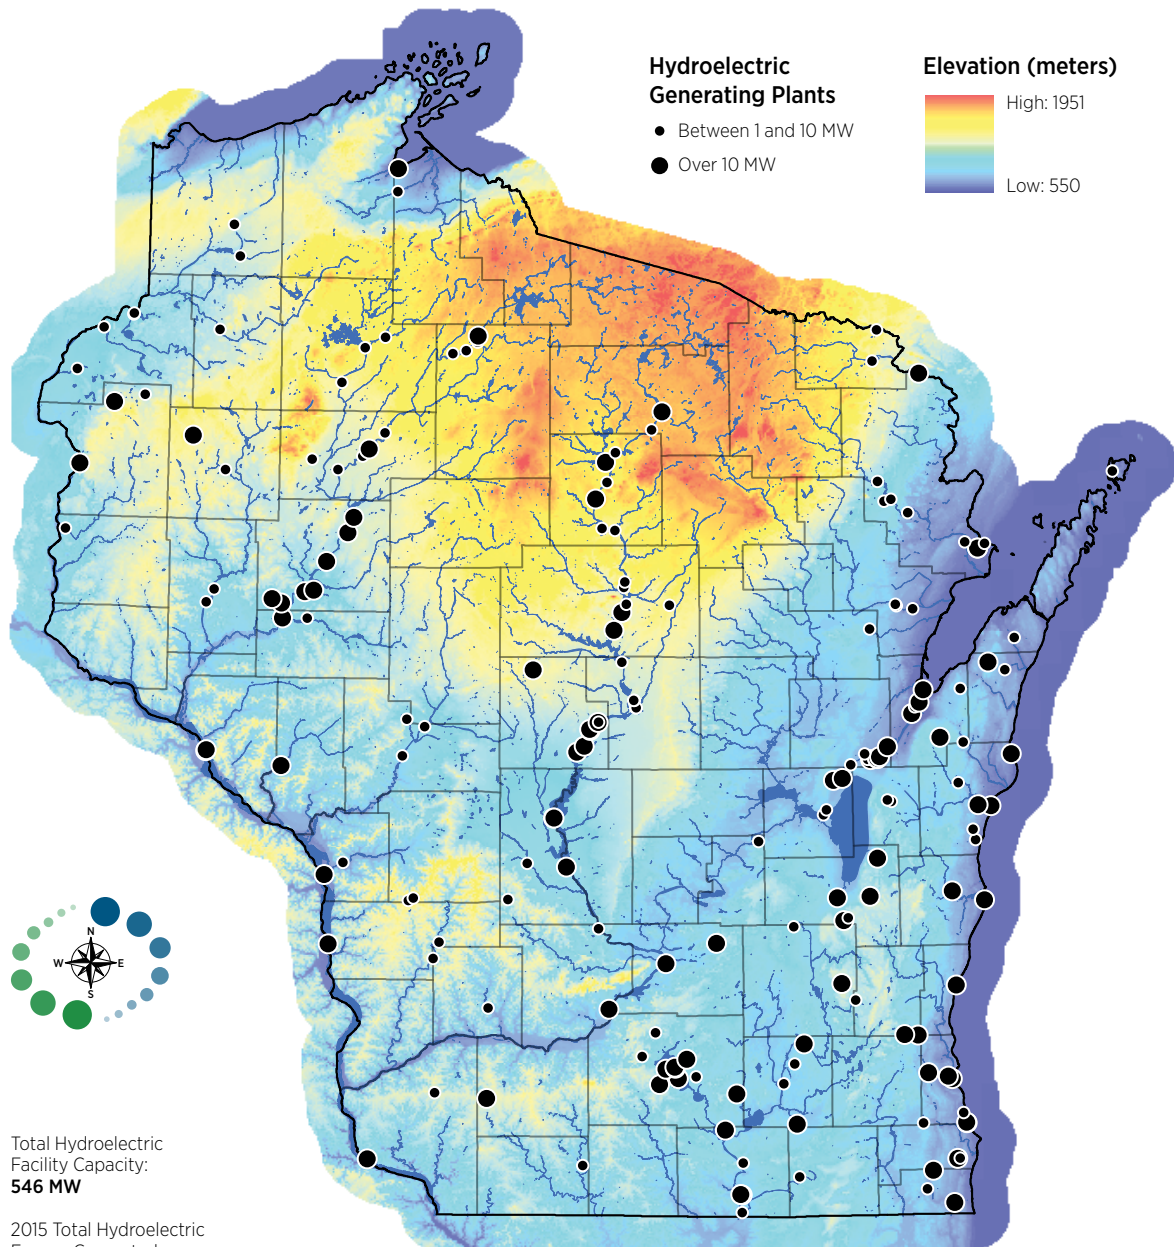 Hydroelectric
Generating Plants
Between 1 and 10 MW
Over 10 MW
Elevation (meters)
High: 1951
Low: 550
N
W E
S
Total Hydroelectric
Facility Capacity:
546 MW
2015 Total Hydroelectric